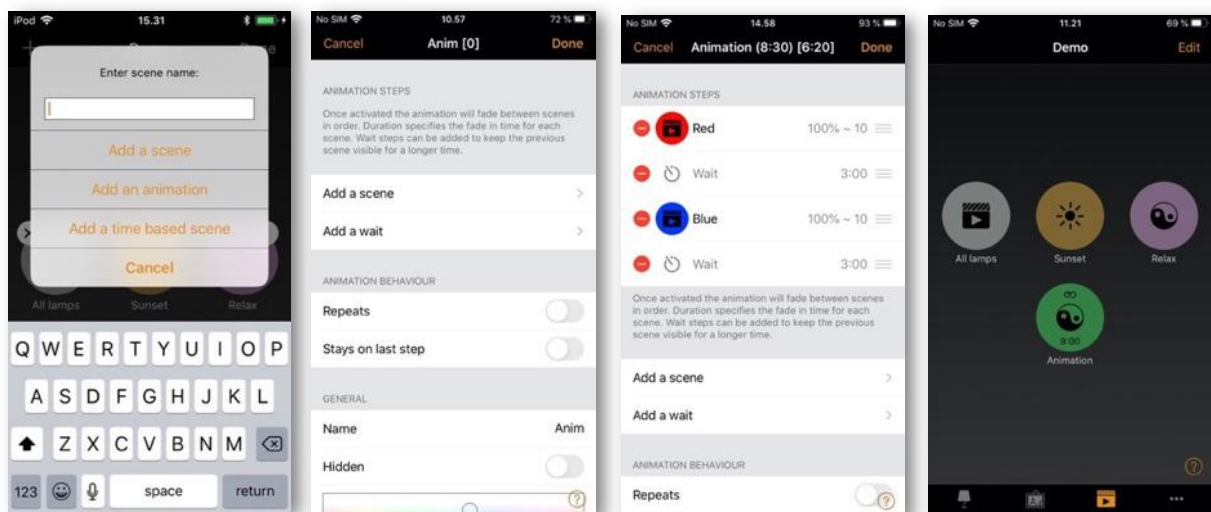 iPod
15.31
Enter scene name:
Add a scene
Add an animation
Add a time based scene
Cancel
All lamps
Sunset
Relax
Q W E R T Y U I O P
A S D F G H J K L
Z X C V B N M
123
space
return
No SIM
10.57
72 %
Cancel
Anim [0]
Done
ANIMATION STEPS
Once activated the animation will fade between scenes
in order. Duration specifies the fade in time for each
scene. Wait steps can be added to keep the previous
scene visible for a longer time.
Add a scene
Add a wait
ANIMATION BEHAVIOUR
Repeats
Stays on last step
GENERAL
Name
Anim
Hidden
?
No SIM
14.58
93 %
Cancel
Animation (8:30) [6:20]
Done
ANIMATION STEPS
Red
100% ~ 10
Wait
3:00
Blue
100% ~ 10
Wait
3:00
Once activated the animation will fade between scenes
in order. Duration specifies the fade in time for each
scene. Wait steps can be added to keep the previous
scene visible for a longer time.
Add a scene
Add a wait
ANIMATION BEHAVIOUR
Repeats
?
No SIM
11.21
69 %
Demo
Edit
All lamps
Sunset
Relax
9:00
Animation
?